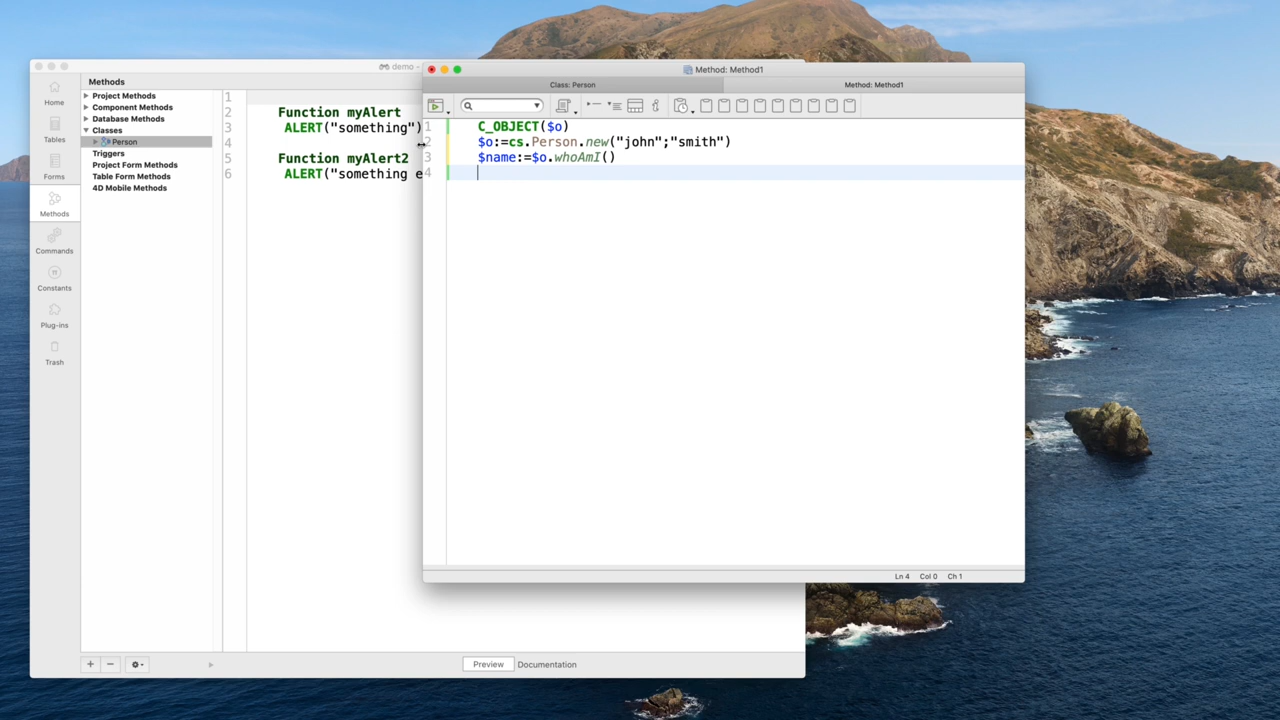 demo -
Methods
Home
Tables
Forms
Methods
Commands
Constants
Plug-ins
Trash
Project Methods
Component Methods
Database Methods
Classes
Person
Triggers
Project Form Methods
Table Form Methods
4D Mobile Methods
1
2 Function myAlert
3 ALERT("something")
4
5 Function myAlert2
6 ALERT("something e
Preview Documentation
Method: Method1
Class: Person Method: Method1
1 C_OBJECT($o)
2 $o:=cs.Person.new("john";"smith")
3 $name:=$o.whoAmI()
4
Ln 4 Col 0 Ch 1